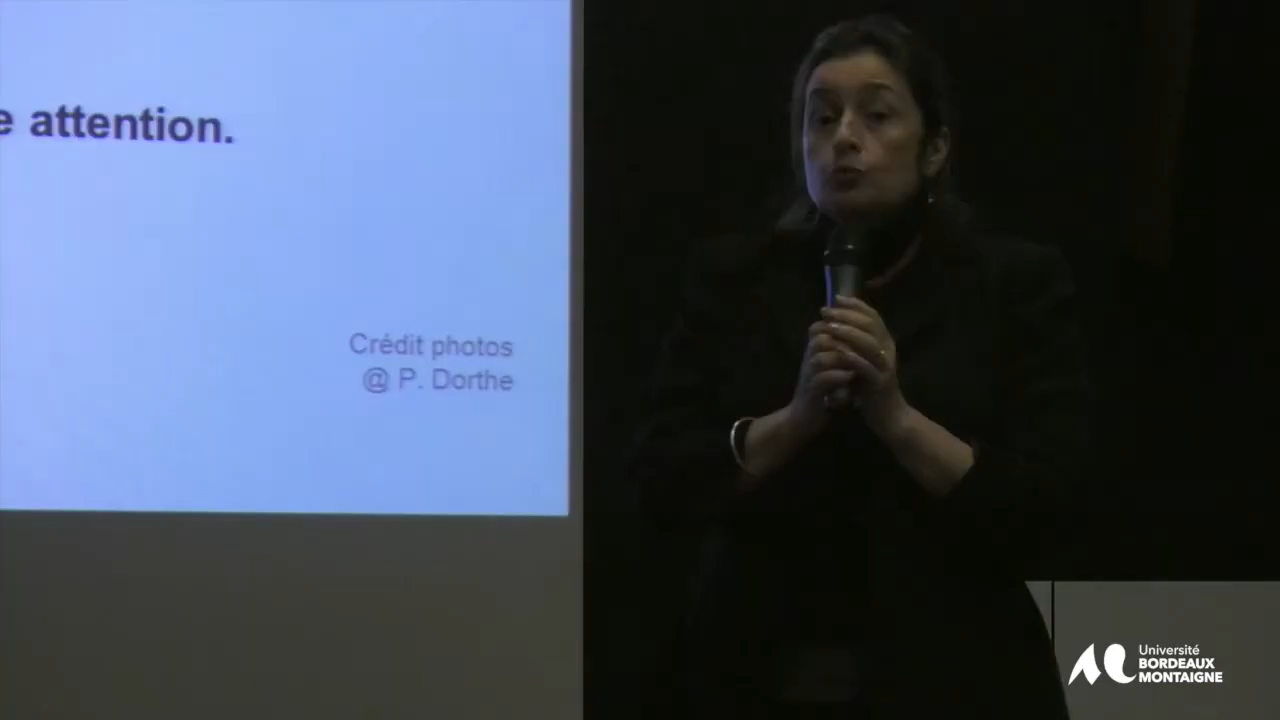 e attention.
Crédit photos
@ P. Dorthe
Université
BORDEAUX
MONTAIGNE